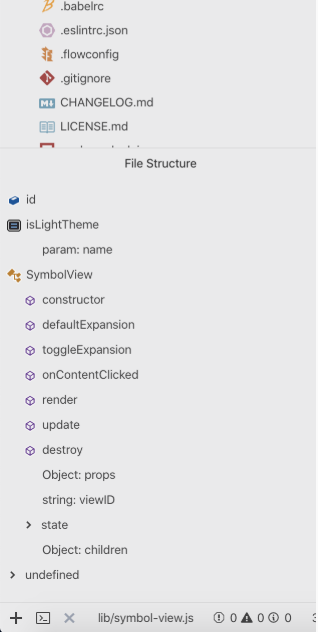 .babelrc
.eslintrc.json
.flowconfig
.gitignore
CHANGELOG.md
LICENSE.md
File Structure
id
isLightTheme
param: name
SymbolView
constructor
defaultExpansion
toggleExpansion
onContentClicked
render
update
destroy
Object: props
string: viewID
state
Object: children
undefined
lib/symbol-view.js 0 0 0